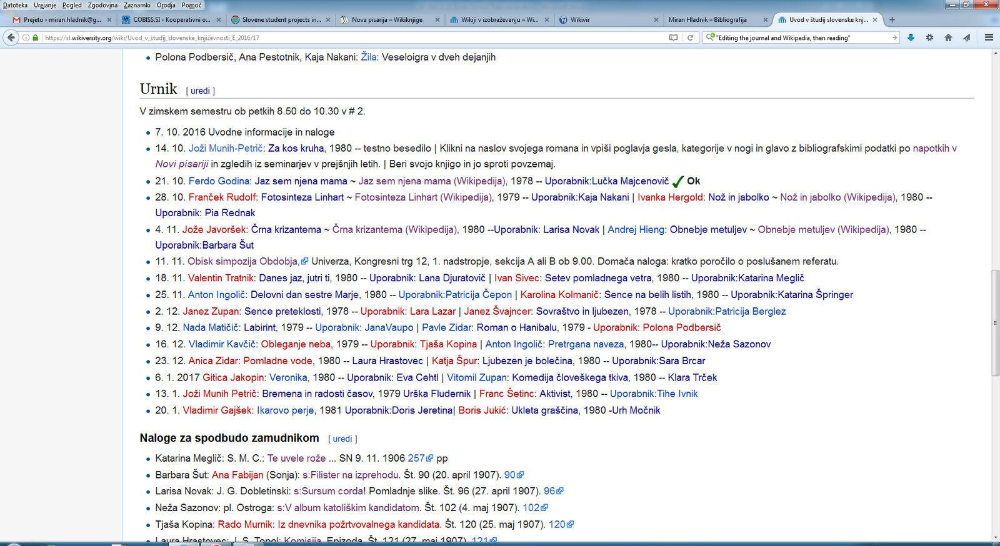 Datoteka Urejanje Pogled Zgodovina Zaznamki Orodja Pomoč
Prejeto - miran.hladnik@g... COBISS.SI - Kooperativni o... Slovene student projects in... Nova pisarija – Wikiknjige Wikiji v izobraževanju – Wi... Wikivir Miran Hladnik – Bibliografija Uvod v študij slovenske knj...
https://sl.wikiversity.org/wiki/Uvod_v_študij_slovenske_književnosti_E_2016/17 "Editing the journal and Wikipedia, then reading"
Polona Podbersič, Ana Pestotnik, Kaja Nakani: Žila: Veseloigra v dveh dejanjih
Urnik [ uredi ]
V zimskem semestru ob petkih 8.50 do 10.30 v # 2.
7. 10. 2016 Uvodne informacije in naloge
14. 10. Joži Munih-Petrič: Za kos kruha, 1980 -- testno besedilo | Klikni na naslov svojega romana in vpiši poglavja gesla, kategorije v nogi in glavo z bibliografskimi podatki po napotkih v
Novi pisariji in zgledih iz seminarjev v prejšnjih letih. | Beri svojo knjigo in jo sproti povzemaj.
21. 10. Ferdo Godina: Jaz sem njena mama ~ Jaz sem njena mama (Wikipedija), 1978 -- Uporabnik:Lučka Majcenovič Ok
28. 10. Franček Rudolf: Fotosinteza Linhart ~ Fotosinteza Linhart (Wikipedija), 1979 -- Uporabnik:Kaja Nakani | Ivanka Hergold: Nož in jabolko ~ Nož in jabolko (Wikipedija), 1980 --
Uporabnik: Pia Rednak
4. 11. Jože Javoršek: Črna krizantema ~ Črna krizantema (Wikipedija), 1980 --Uporabnik: Larisa Novak | Andrej Hieng: Obnebje metuljev ~ Obnebje metuljev (Wikipedija), 1980 --
Uporabnik:Barbara Šut
11. 11. Obisk simpozija Obdobja, Univerza, Kongresni trg 12, 1. nadstropje, sekcija A ali B ob 9.00. Domača naloga: kratko poročilo o poslušanem referatu.
18. 11. Valentin Tratnik: Danes jaz, jutri ti, 1980 -- Uporabnik: Lana Djuratovič | Ivan Sivec: Setev pomladnega vetra, 1980 -- Uporabnik:Katarina Meglič
25. 11. Anton Ingolič: Delovni dan sestre Marje, 1980 -- Uporabnik:Patricija Čepon | Karolina Kolmanič: Sence na belih listih, 1980 -- Uporabnik:Katarina Špringer
2. 12. Janez Zupan: Sence preteklosti, 1978 -- Uporabnik: Lara Lazar | Janez Švajncer: Sovraštvo in ljubezen, 1978 -- Uporabnik:Patricija Berglez
9. 12. Nada Matičič: Labirint, 1979 -- Uporabnik: JanaVaupo | Pavle Zidar: Roman o Hanibalu, 1979 - Uporabnik: Polona Podbersič
16. 12. Vladimir Kavčič: Obleganje neba, 1979 -- Uporabnik: Tjaša Kopina | Anton Ingolič: Pretrgana naveza, 1980-- Uporabnik:Neža Sazonov
23. 12. Anica Zidar: Pomladne vode, 1980 -- Laura Hrastovec | Katja Špur: Ljubezen je bolečina, 1980 -- Uporabnik:Sara Brcar
6. 1. 2017 Gitica Jakopin: Veronika, 1980 -- Uporabnik: Eva Cehtl | Vitomil Zupan: Komedija človeškega tkiva, 1980 -- Klara Trček
13. 1. Joži Munih Petrič: Bremena in radosti časov, 1979 Urška Fludernik | Franc Šetinc: Aktivist, 1980 -- Uporabnik:Tihe Ivnik
20. 1. Vladimir Gajšek: Ikarovo perje, 1981 Uporabnik:Doris Jeretina| Boris Jukić: Ukleta graščina, 1980 -Urh Močnik
Naloge za spodbudo zamudnikom [ uredi ]
Katarina Meglič: S. M. C.: Te uvele rože ... SN 9. 11. 1906 257 pp
Barbara Šut: Ana Fabijan (Sonja): s:Filister na izprehodu. Št. 90 (20. april 1907). 90
Larisa Novak: J. G. Dobletinski: s:Sursum corda! Pomladnje slike. Št. 96 (27. april 1907). 96
Neža Sazonov: pl. Ostroga: s:V album katoliškim kandidatom. Št. 102 (4. maj 1907). 102
Tjaša Kopina: Rado Murnik: Iz dnevnika požrtvovalnega kandidata. Št. 120 (25. maj 1907). 120
Laura Hrastovec: J. S. Topol: Komisija. Epizoda. Št. 121 (27. maj 1907). 121